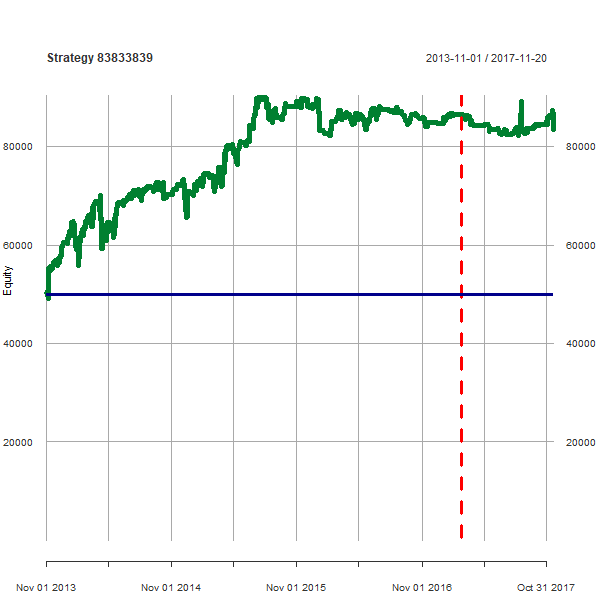 Strategy 83833839 2013-11-01 / 2017-11-20
80000 80000
60000 60000
Equity
40000 40000
20000 20000
Nov 01 2013 Nov 01 2014 Nov 01 2015 Nov 01 2016 Oct 31 2017